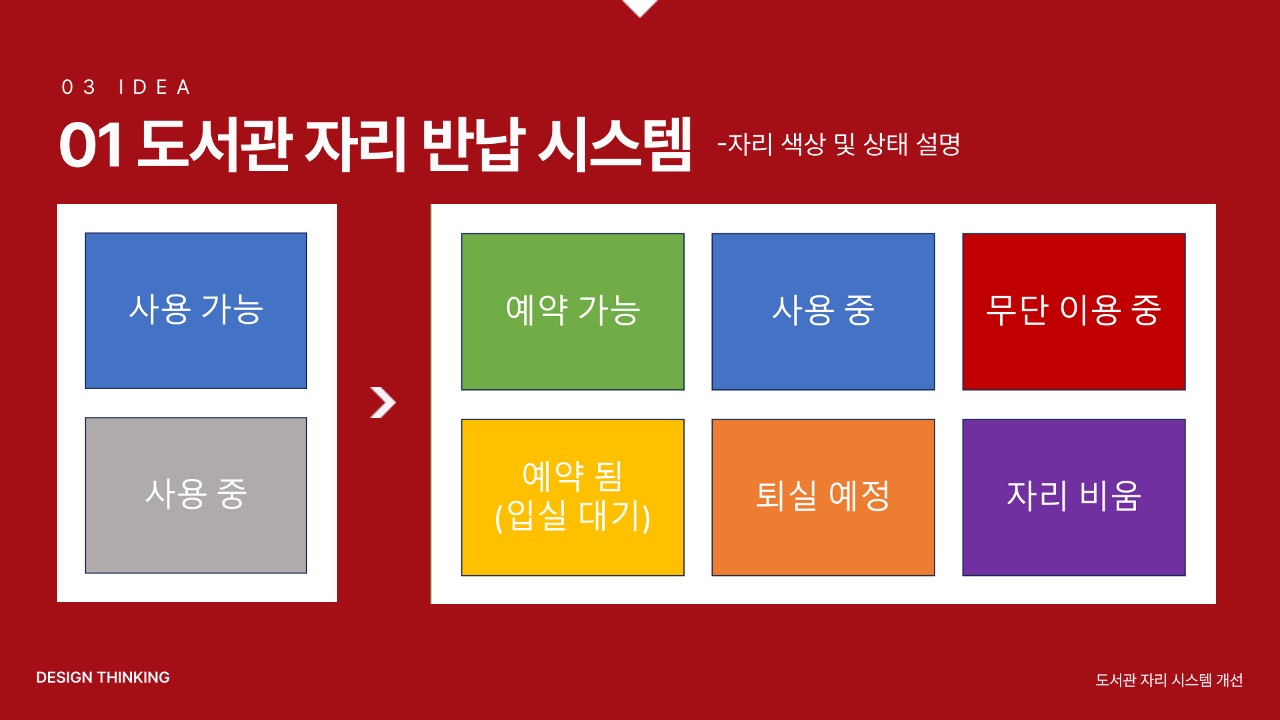 03 IDEA
01 도서관 자리 반납 시스템 -자리 색상 및 상태 설명
사용 가능
사용 중
예약 가능
사용 중
무단 이용 중
예약 됨
(입실 대기)
퇴실 예정
자리 비움
DESIGN THINKING
도서관 자리 시스템 개선